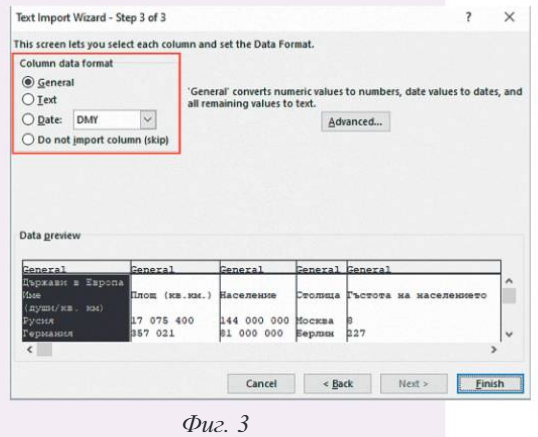 Text Import Wizard - Step 3 of 3
This screen lets you select each column and set the Data Format.
Column data format
General
Text
Date: DMY
Do not import column (skip)
'General' converts numeric values to numbers, date values to dates, and
all remaining values to text.
Advanced...
Data preview
General General General General General
Държави в Европа
Име Площ (кв.км.) Население Столица Гъстота на населението
(души/кв. км)
Русия 17 075 400 144 000 000 Москва 8
Германия 357 021 81 000 000 Берлин 227
Cancel < Back Next > Finish
Фиг. 3